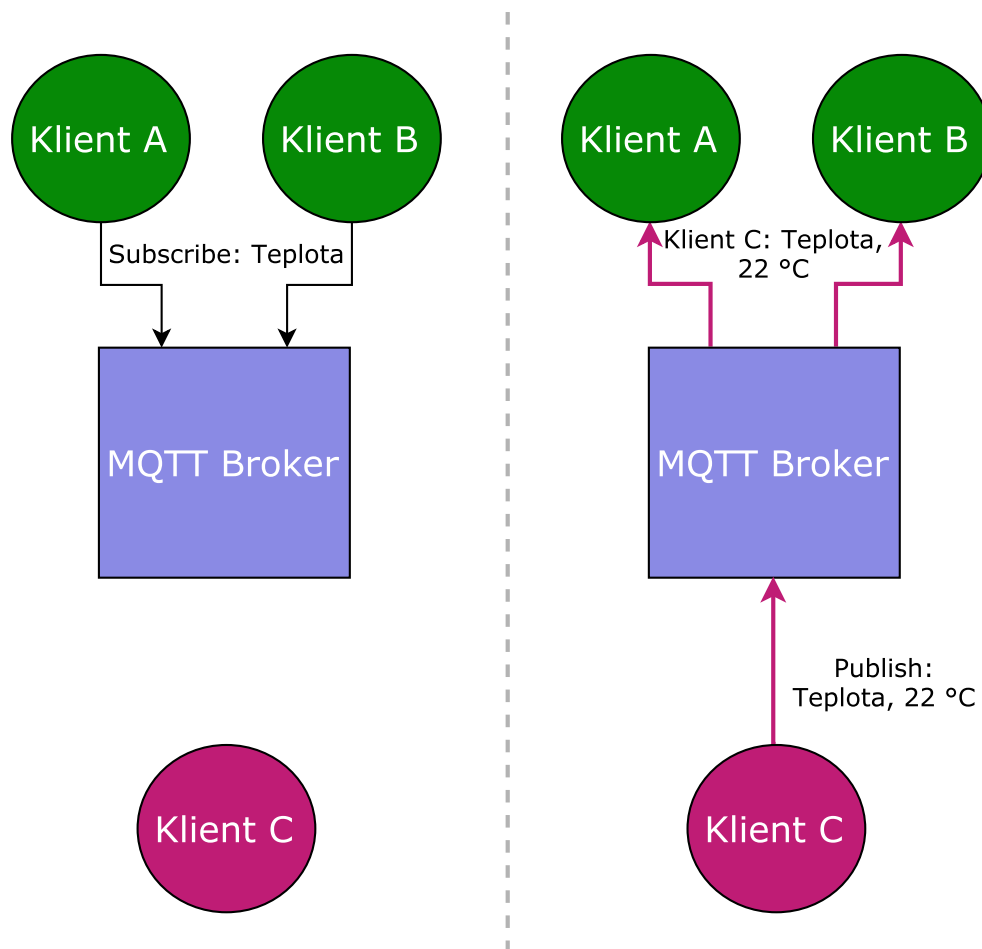 Klient A
Klient B
Subscribe: Teplota
MQTT Broker
Klient C
Klient A
Klient B
Klient C: Teplota,
22 °C
MQTT Broker
Publish:
Teplota, 22 °C
Klient C